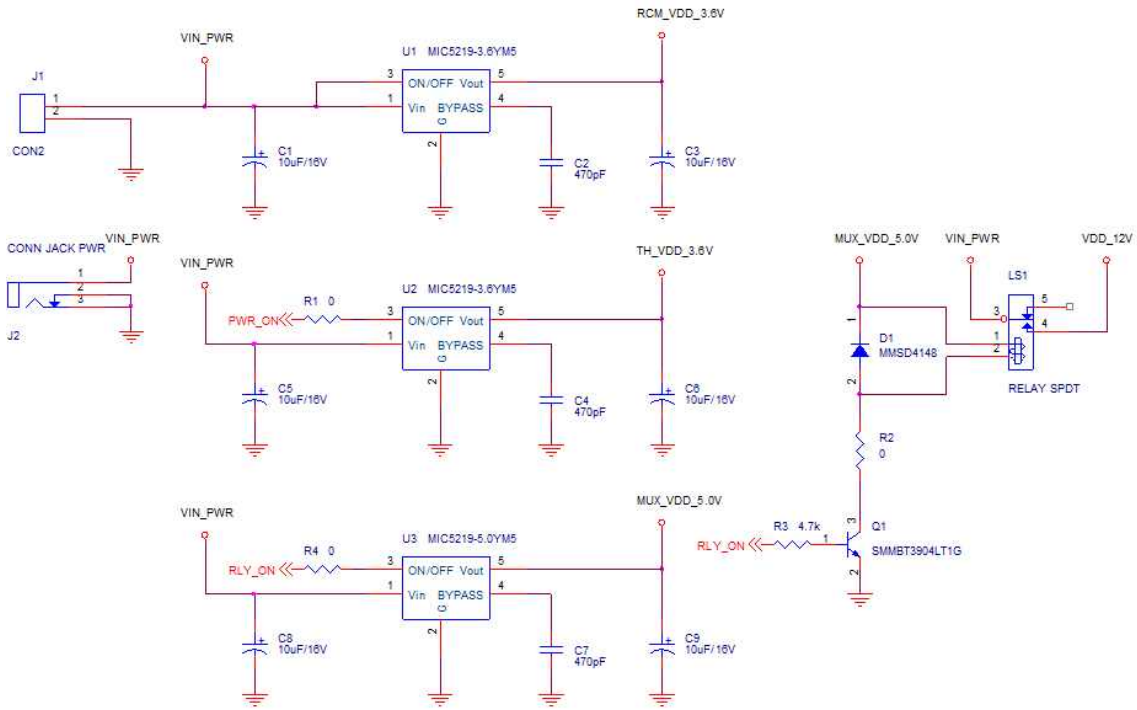 RCM_VDD_3.6V
VIN_PWR
U1 MIC5219-3.6YM5
J1
3 ON/OFF Vout 5
1 Vin BYPASS 4
G
2
1
2
CON2
C1
10uF/16V
C2
470pF
C3
10uF/16V
CONN JACK PWR
VIN_PWR
1
2
3
J2
VIN_PWR
TH_VDD_3.6V
R1 0
U2 MIC5219-3.6YM5
PWR_ON
3 ON/OFF Vout 5
1 Vin BYPASS 4
G
2
C5
10uF/16V
C4
470pF
C6
10uF/16V
MUX_VDD_5.0V
VIN_PWR
VDD_12V
LS1
3
5
4
1
2
RELAY SPDT
1
D1
MMSD4148
2
R2
0
R3 4.7k
RLY_ON
1
3
Q1
SMMBT3904LT1G
2
VIN_PWR
MUX_VDD_5.0V
R4 0
U3 MIC5219-5.0YM5
RLY_ON
3 ON/OFF Vout 5
1 Vin BYPASS 4
G
2
C8
10uF/16V
C7
470pF
C9
10uF/16V